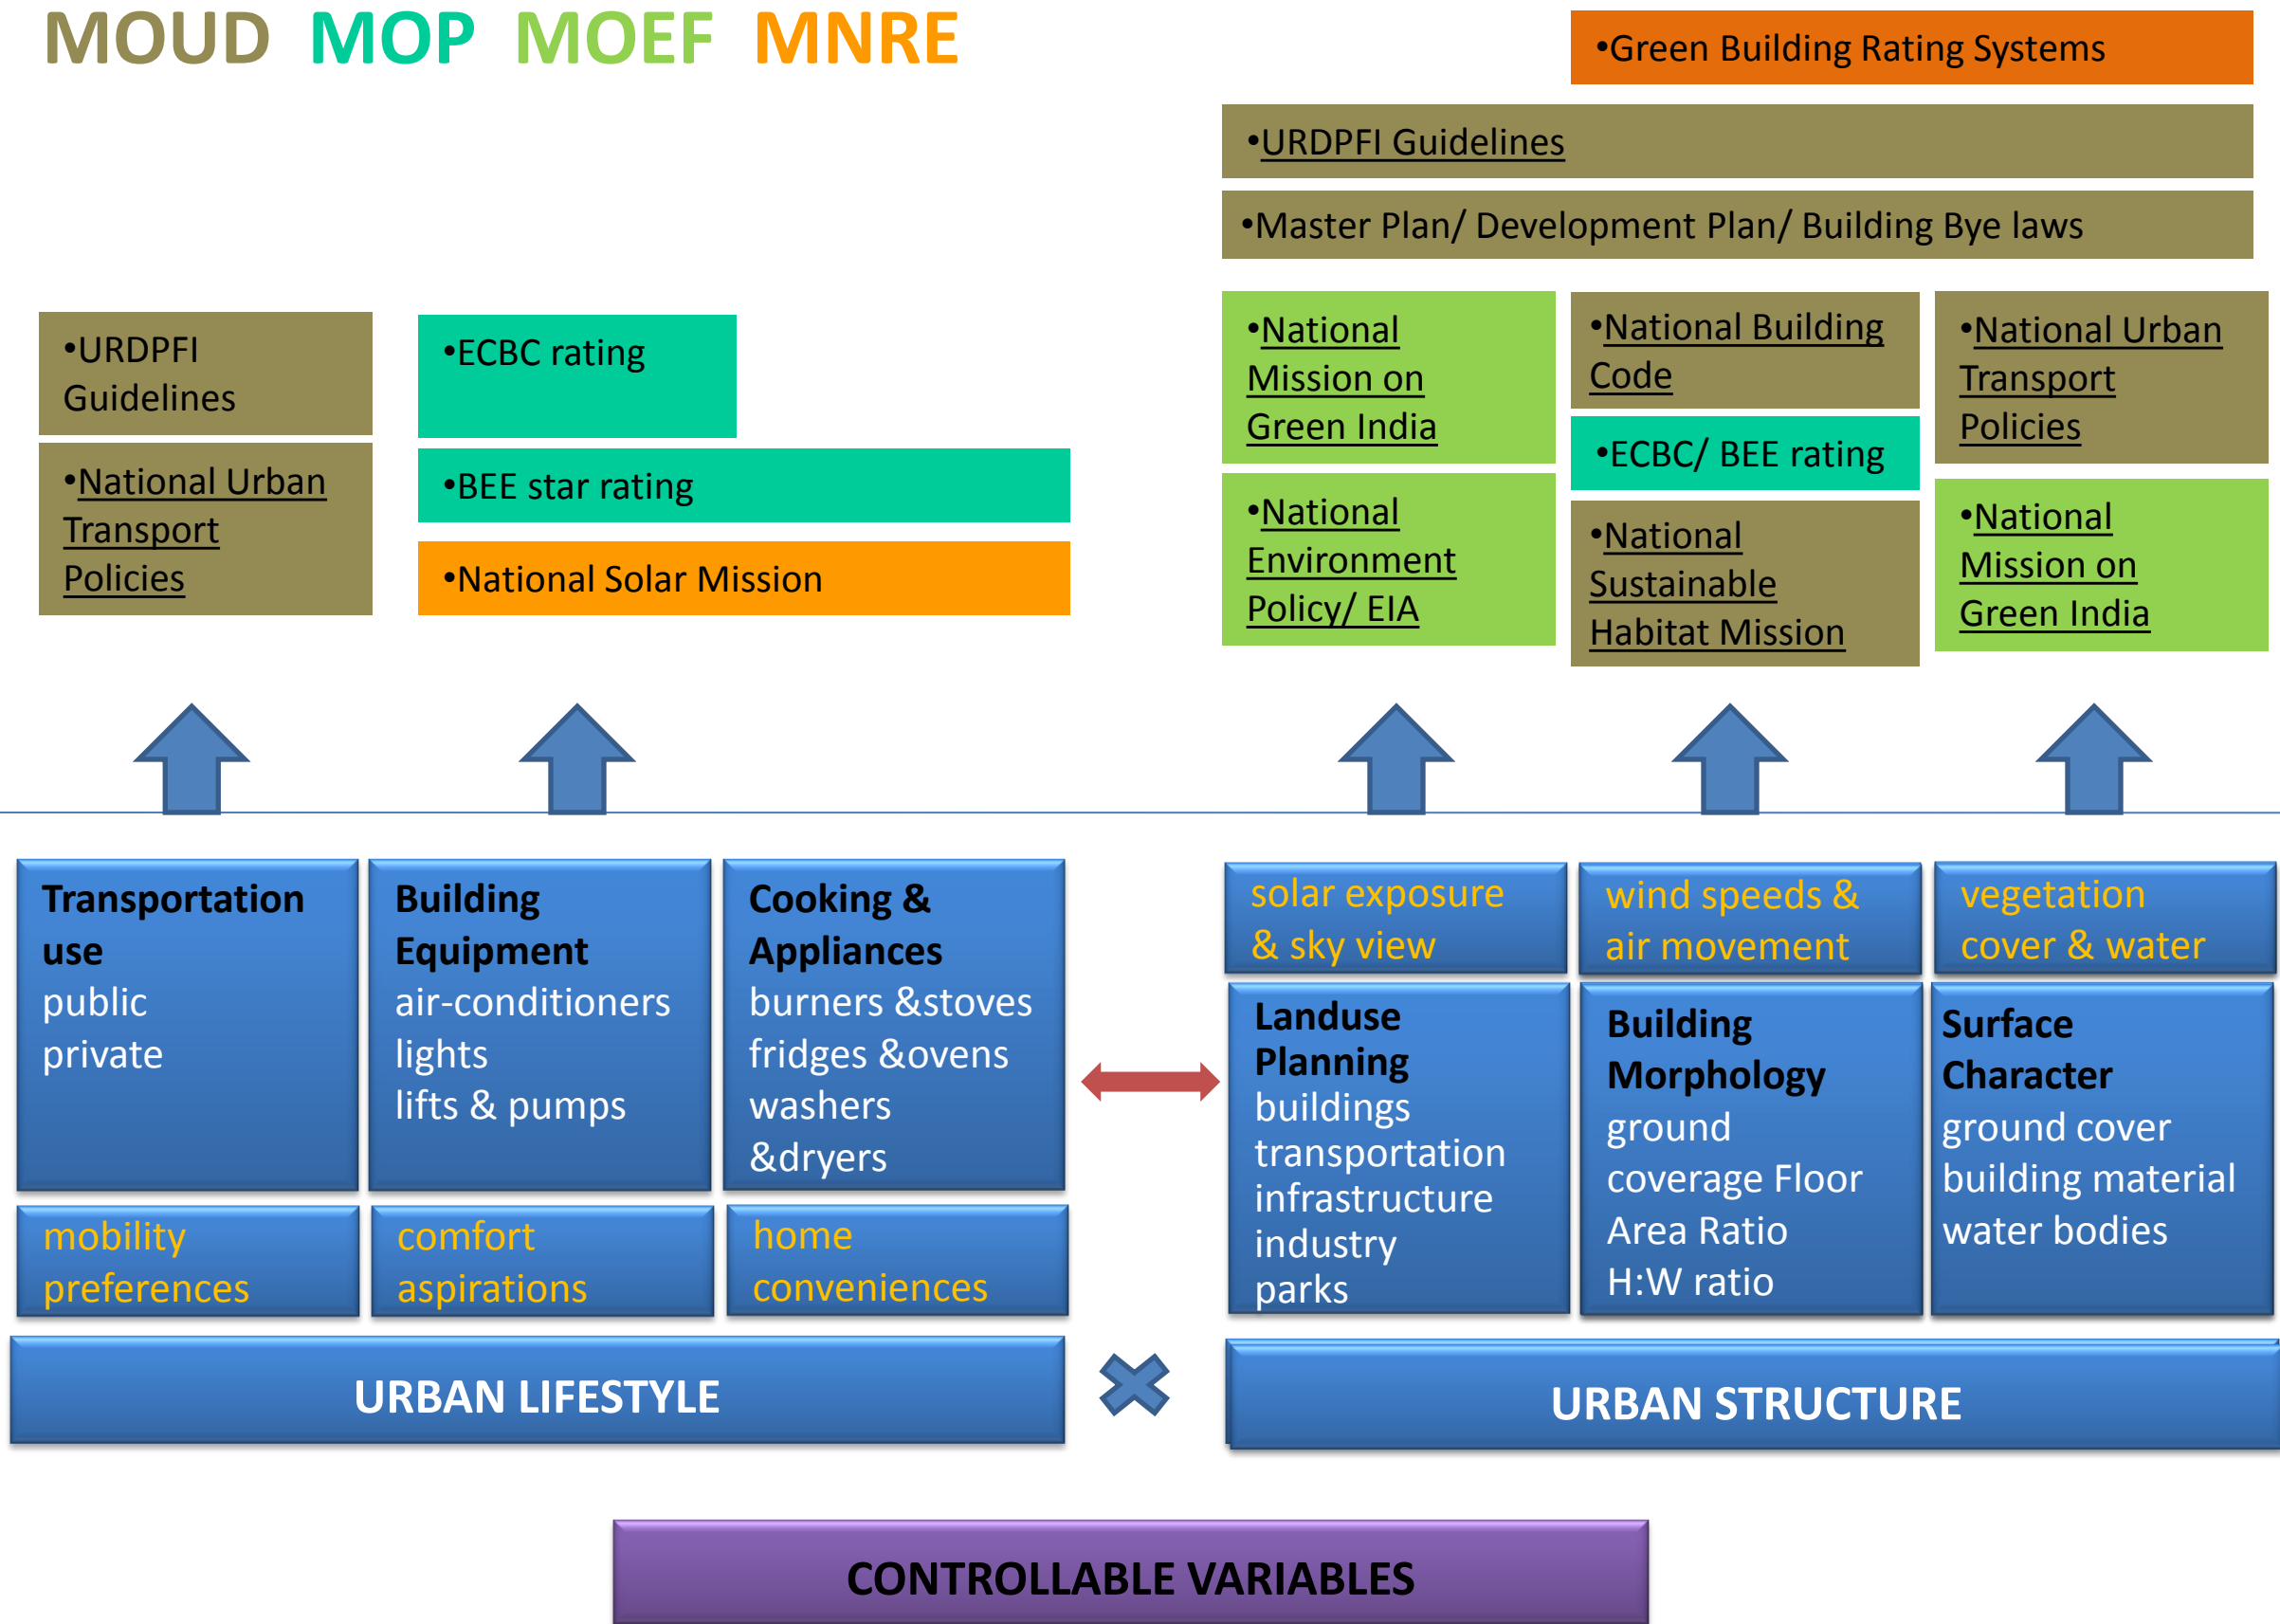 MOUD MOP MOEF MNRE
•Green Building Rating Systems
•URDPFI Guidelines
•Master Plan/ Development Plan/ Building Bye laws
•URDPFI
Guidelines
•National Urban
Transport
Policies
•ECBC rating
•BEE star rating
•National Solar Mission
•National
Mission on
Green India
•National
Environment
Policy/ EIA
•National Building
Code
•ECBC/ BEE rating
•National
Sustainable
Habitat Mission
•National Urban
Transport
Policies
•National
Mission on
Green India
Transportation
use
public
private
mobility
preferences
Building
Equipment
air-conditioners
lights
lifts & pumps
comfort
aspirations
Cooking &
Appliances
burners &stoves
fridges &ovens
washers
&dryers
home
conveniences
URBAN LIFESTYLE
solar exposure
& sky view
Landuse
Planning
buildings
transportation
infrastructure
industry
parks
wind speeds &
air movement
Building
Morphology
ground
coverage Floor
Area Ratio
H:W ratio
vegetation
cover & water
Surface
Character
ground cover
building material
water bodies
URBAN STRUCTURE
CONTROLLABLE VARIABLES